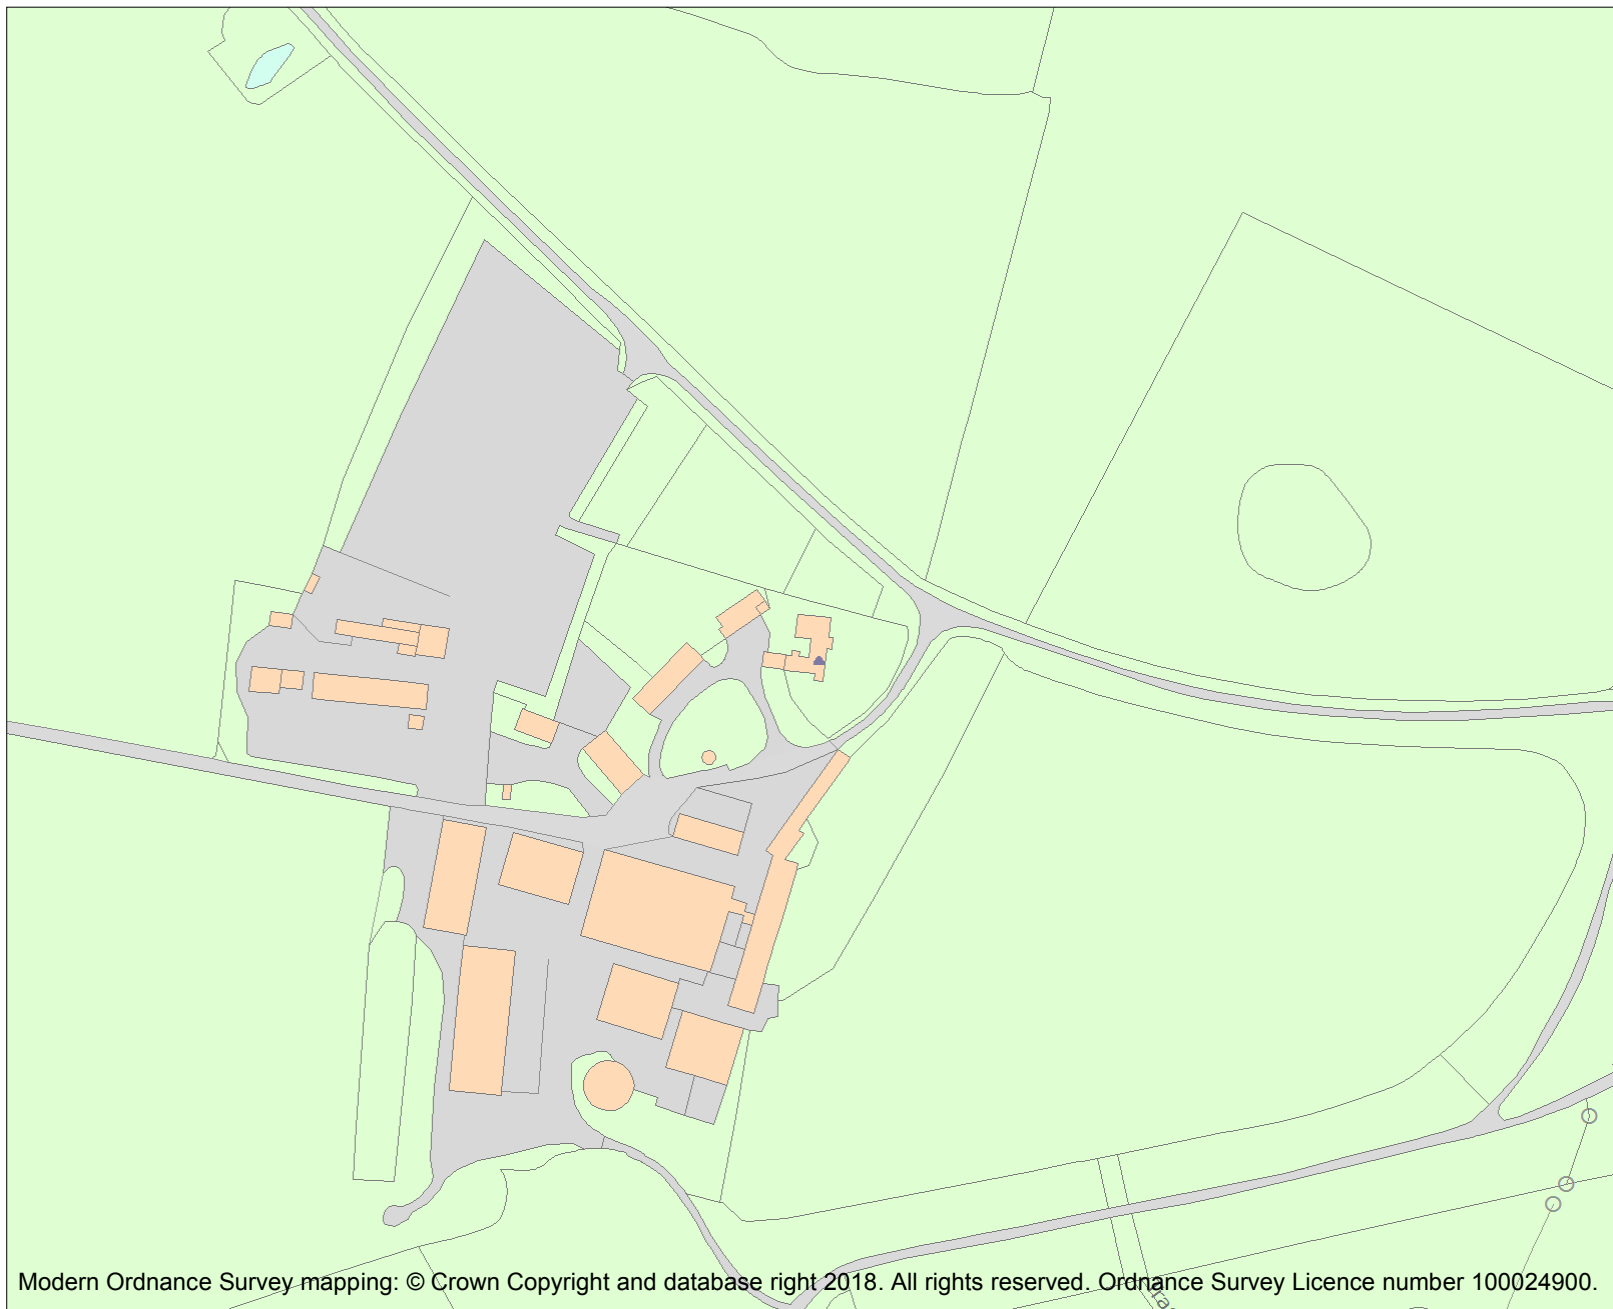 Modern Ordnance Survey mapping: © Crown Copyright and database right 2018. All rights reserved. Ordnance Survey Licence number 100024900.